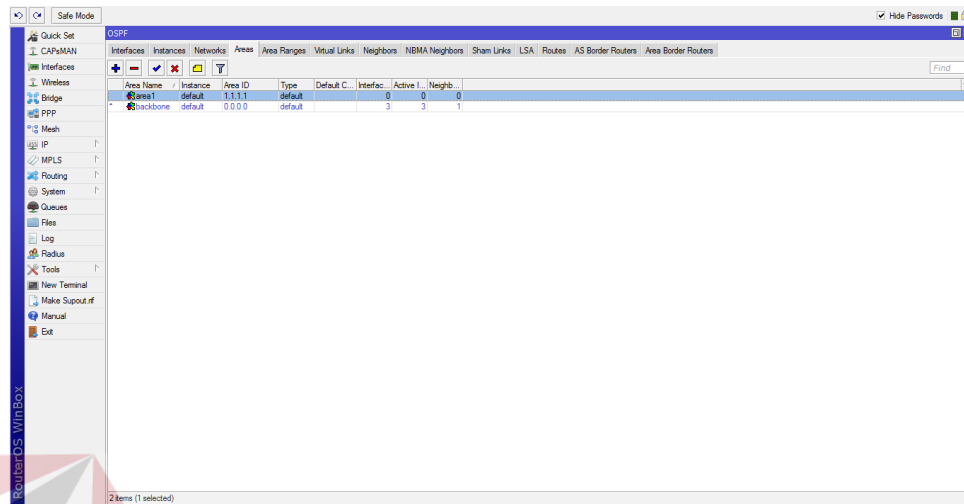 Safe Mode
Hide Passwords
Quick Set
CAPsMAN
Interfaces
Wireless
Bridge
PPP
Mesh
IP
MPLS
Routing
System
Queues
Files
Log
Radius
Tools
New Terminal
Make Supout.rif
Manual
Exit
RouterOS WinBox
OSPF
Interfaces Instances Networks Areas Area Ranges Virtual Links Neighbors NBMA Neighbors Sham Links LSA Routes AS Border Routers Area Border Routers
Find
Area Name / Instance Area ID Type Default C... Interfac... Active I... Neighb...
area1 default 1.1.1.1 default 0 0 0
* backbone default 0.0.0.0 default 3 3 1
2 items (1 selected)